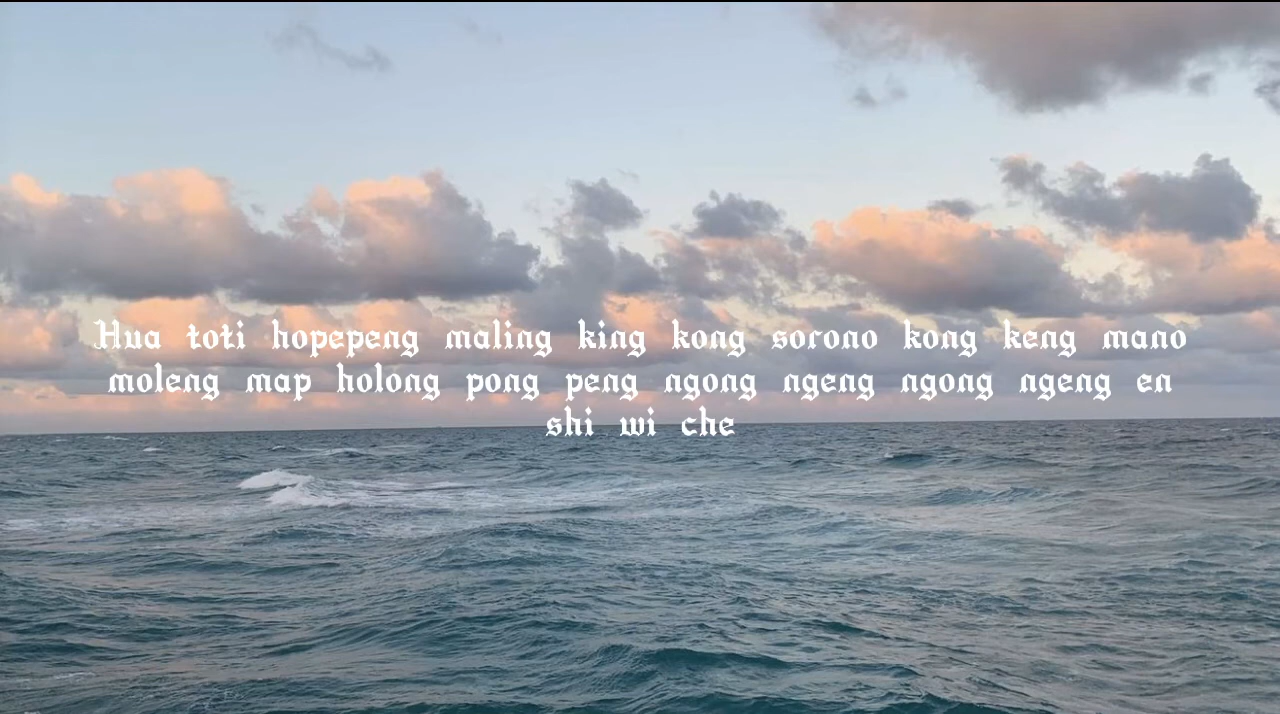 Hua toti hopepeng maling king kong sorono kong keng mano
moleng map holong pong peng ngong ngeng ngong ngeng en
shi wi che